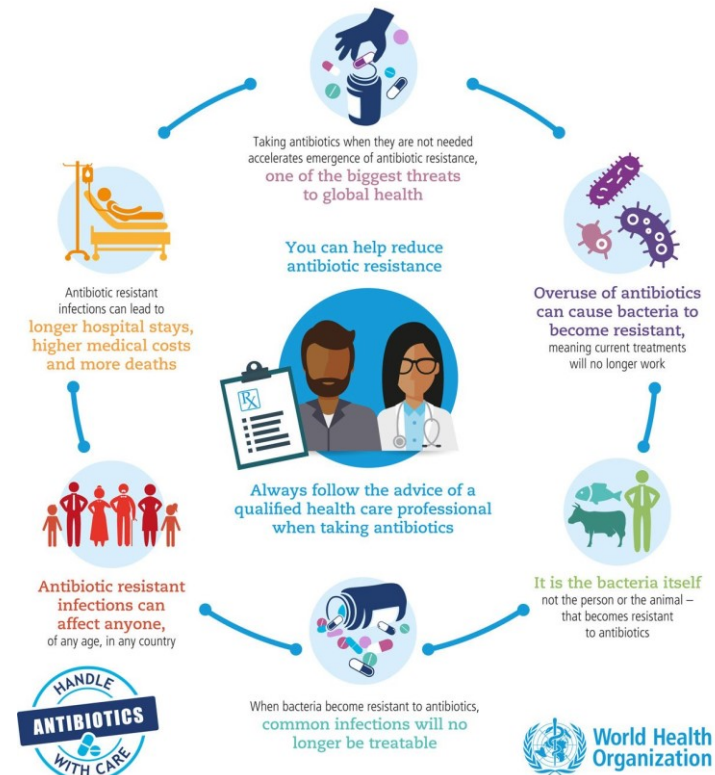 Taking antibiotics when they are not needed
accelerates emergence of antibiotic resistance,
one of the biggest threats
to global health
You can help reduce
antibiotic resistance
Overuse of antibiotics
can cause bacteria to
become resistant,
meaning current treatments
will no longer work
Antibiotic resistant
infections can lead to
longer hospital stays,
higher medical costs
and more deaths
Rx
Always follow the advice of a
qualified health care professional
when taking antibiotics
It is the bacteria itself
not the person or the animal –
that becomes resistant
to antibiotics
Antibiotic resistant
infections can
affect anyone,
of any age, in any country
When bacteria become resistant to antibiotics,
common infections will no
longer be treatable
HANDLE
ANTIBIOTICS
WITH CARE
World Health
Organization